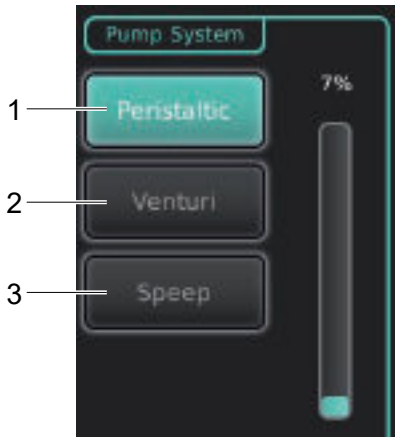 Pump System
7%
1
Peristaltic
2
Venturi
3
Speep